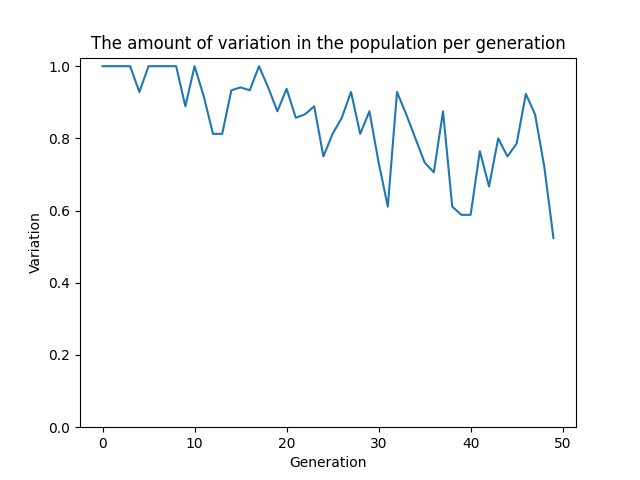 The amount of variation in the population per generation
1.0
0.8
0.6
0.4
0.2
0.0
Variation
0 10 20 30 40 50
Generation